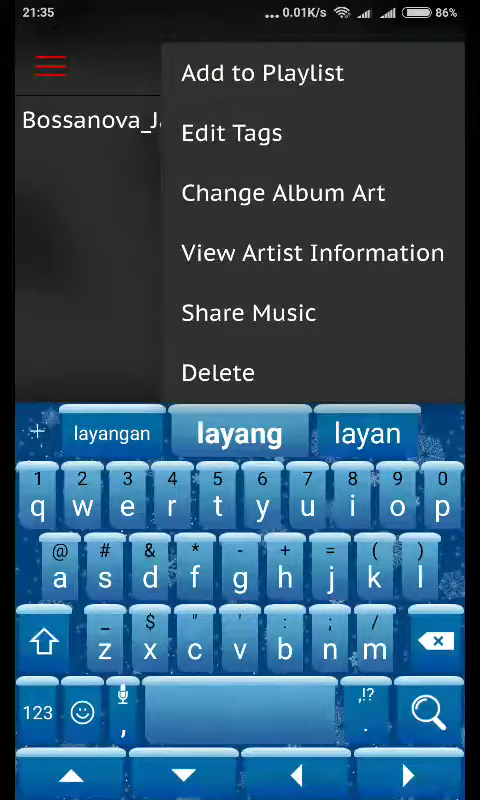 21:35 ... 0.01K/s 86%
Add to Playlist
Bossanova_J
Edit Tags
Change Album Art
View Artist Information
Share Music
Delete
+ layangan layang layan
1 2 3 4 5 6 7 8 9 0
q w e r t y u i o p
@ # & * - + = ( )
a s d f g h j k l
_ $ " ' : ; /
z x c v b n m
123 , ,!? .